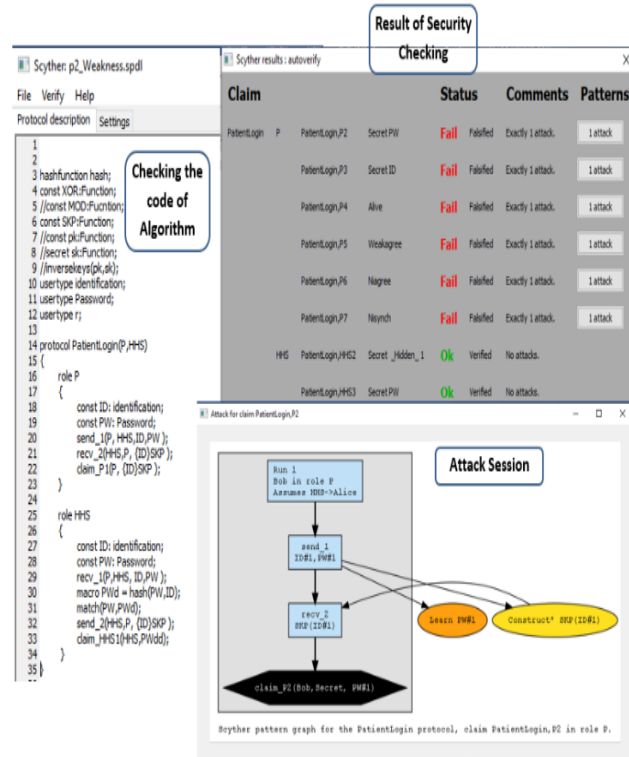 Result of Security
Checking
Scyther: p2_Weakness.spdl
File Verify Help
Protocol description Settings
Checking the
code of
Algorithm
1
2
3 hashfunction hash;
4 const XOR:Function;
5 //const MOD:Fucntion;
6 const SKP:Function;
7 //const pk:Function;
8 //secret sk:Function;
9 //inversekeys(pk,sk);
10 usertype identification;
11 usertype Password;
12 usertype r;
13
14 protocol PatientLogin(P,HHS)
15 {
16 role P
17 {
18 const ID: identification;
19 const PW: Password;
20 send_1(P, HHS,ID,PW );
21 recv_2(HHS,P, {ID}SKP );
22 claim_P1(P, {ID}SKP );
23 }
24
25 role HHS
26 {
27 const ID: identification;
28 const PW: Password;
29 recv_1(P,HHS, ID,PW );
30 macro PWd = hash(PW,ID);
31 match(PW,PWd);
32 send_2(HHS,P, {ID}SKP );
33 claim_HHS1(HHS,PWdd);
34 }
35 }
Scyther results : autoverify X
Claim Status Comments Patterns
PatientLogin P PatientLogin,P2 Secret PW Fail Falsified Exactly 1 attack. 1 attack
PatientLogin,P3 Secret ID Fail Falsified Exactly 1 attack. 1 attack
PatientLogin,P4 Alive Fail Falsified Exactly 1 attack. 1 attack
PatientLogin,P5 Weakagree Fail Falsified Exactly 1 attack. 1 attack
PatientLogin,P6 Niagree Fail Falsified Exactly 1 attack. 1 attack
PatientLogin,P7 Nisynch Fail Falsified Exactly 1 attack. 1 attack
HHS PatientLogin,HHS2 Secret _Hidden_ 1 Ok Verified No attacks.
PatientLogin,HHS3 Secret PW Ok Verified No attacks.
Attack for claim PatientLogin,P2
Attack Session
Run 1
Bob in role P
Assumes HHS->Alice
send_1
ID#1,PW#1
recv_2
SKP(ID#1)
Learn PW#1
Construct* SKP(ID#1)
claim_P2(Bob,Secret, PW#1)
Scyther pattern graph for the PatientLogin protocol, claim PatientLogin,P2 in role P.